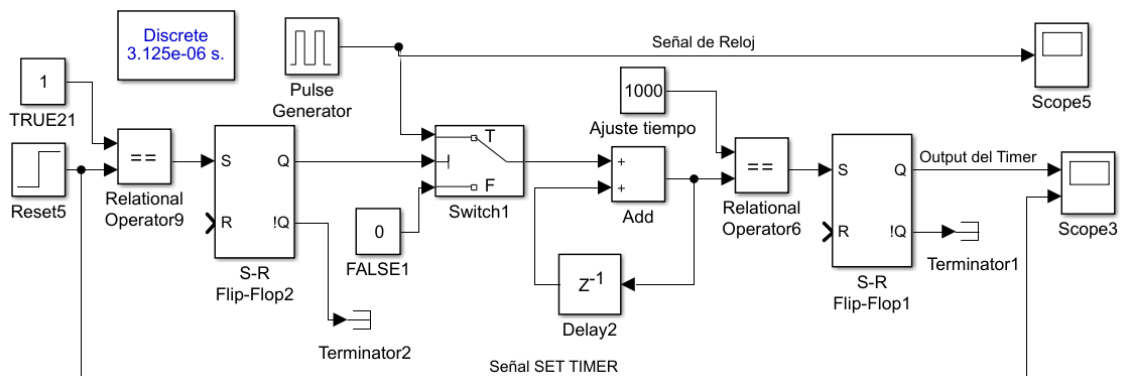 Discrete
3.125e-06 s.
Pulse
Generator
Señal de Reloj
Scope5
1
TRUE21
1000
Ajuste tiempo
==
Relational
Operator9
Reset5
S
Q
R
!Q
S-R
Flip-Flop2
T
F
Switch1
0
FALSE1
+
+
Add
==
Relational
Operator6
S
Q
R
!Q
S-R
Flip-Flop1
Output del Timer
Scope3
Terminator1
Z-1
Delay2
Terminator2
Señal SET TIMER